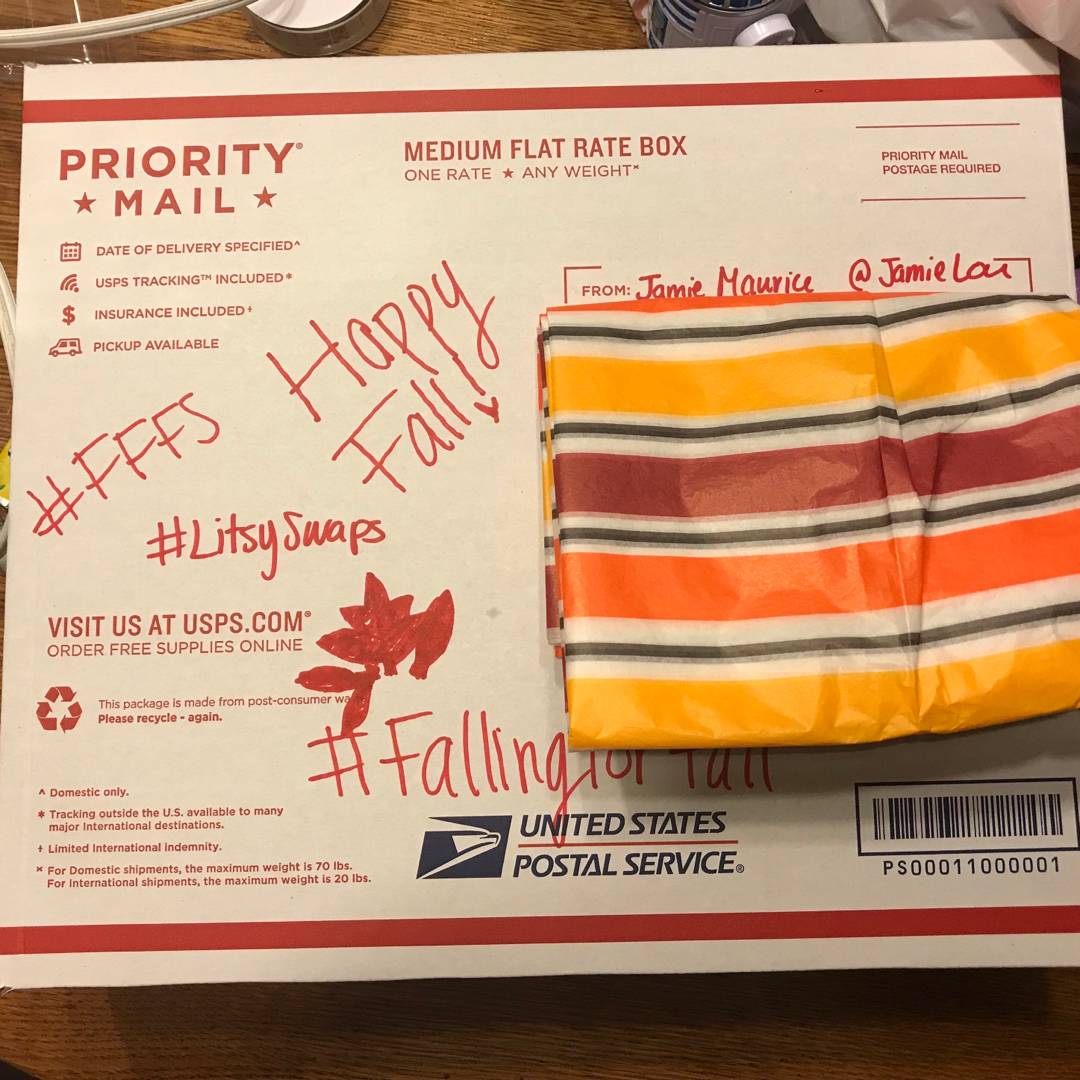 PRIORITY®
★ MAIL ★
MEDIUM FLAT RATE BOX
ONE RATE ★ ANY WEIGHT*
PRIORITY MAIL
POSTAGE REQUIRED
DATE OF DELIVERY SPECIFIED^
USPS TRACKING™ INCLUDED*
$ INSURANCE INCLUDED†
PICKUP AVAILABLE
FROM: Jamie Maurice @JamieLou
Happy
Fall!
#FFFS
#LitsySwaps
VISIT US AT USPS.COM®
ORDER FREE SUPPLIES ONLINE
This package is made from post-consumer
Please recycle - again.
#Fallingforfall
^ Domestic only.
* Tracking outside the U.S. available to many
major International destinations.
† Limited International indemnity.
× For Domestic shipments, the maximum weight is 70 lbs.
For International shipments, the maximum weight is 20 lbs.
UNITED STATES
POSTAL SERVICE®
PS00011000001